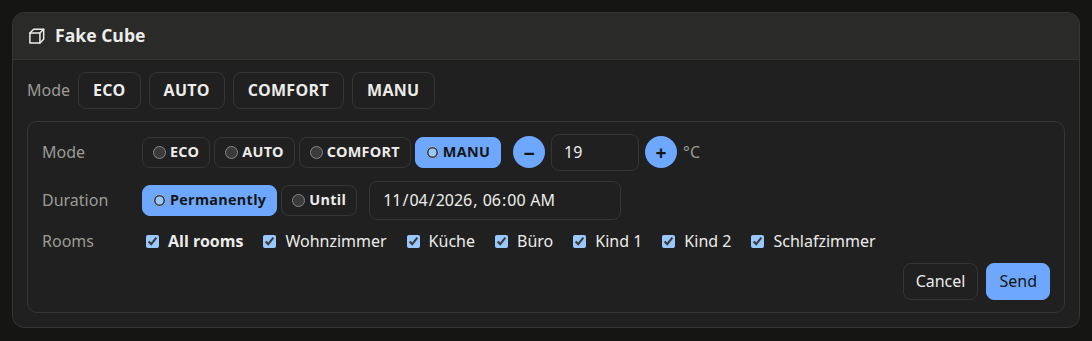 Fake Cube
Mode ECO AUTO COMFORT MANU
Mode ECO AUTO COMFORT MANU − 19 + °C
Duration Permanently Until 11/04/2026, 06:00 AM
Rooms All rooms Wohnzimmer Küche Büro Kind 1 Kind 2 Schlafzimmer
Cancel Send